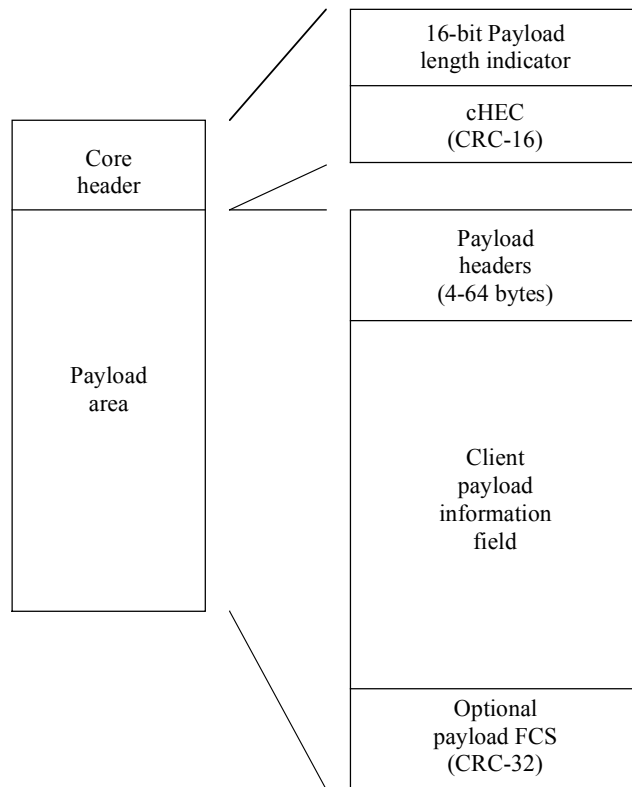 Core
header
Payload
area
16-bit Payload
length indicator
cHEC
(CRC-16)
Payload
headers
(4-64 bytes)
Client
payload
information
field
Optional
payload FCS
(CRC-32)